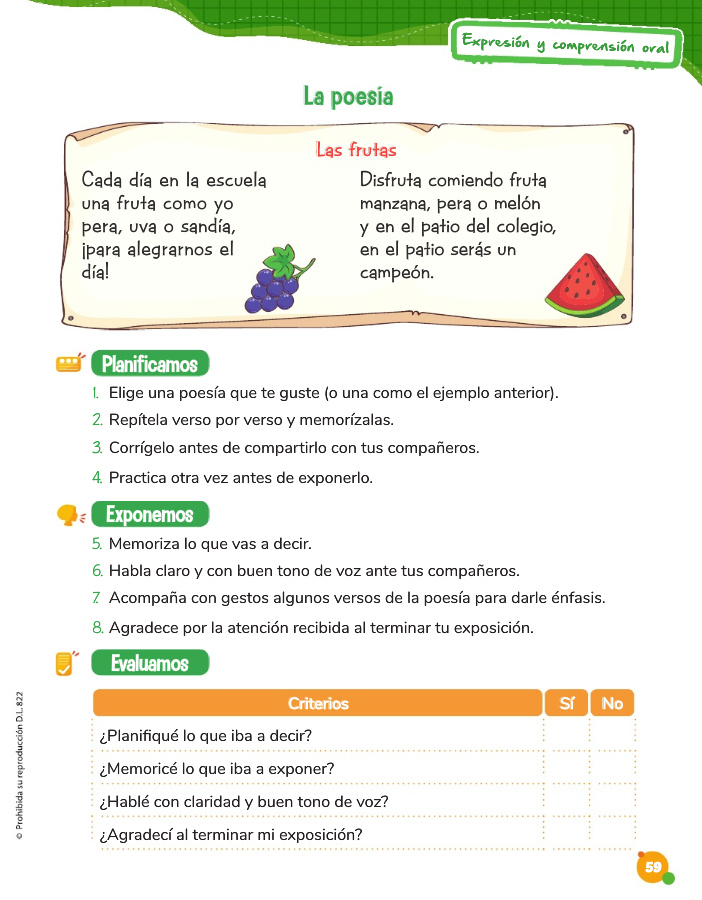 Expresión y comprensión oral
La poesía
Las frutas
Cada día en la escuela
una fruta como yo
pera, uva o sandía,
¡para alegrarnos el
día!
Disfruta comiendo fruta
manzana, pera o melón
y en el patio del colegio,
en el patio serás un
campeón.
Planificamos
1. Elige una poesía que te guste (o una como el ejemplo anterior).
2. Repítela verso por verso y memorízalas.
3. Corrígelo antes de compartirlo con tus compañeros.
4. Practica otra vez antes de exponerlo.
Exponemos
5. Memoriza lo que vas a decir.
6. Habla claro y con buen tono de voz ante tus compañeros.
7. Acompaña con gestos algunos versos de la poesía para darle énfasis.
8. Agradece por la atención recibida al terminar tu exposición.
Evaluamos
Criterios Sí No
¿Planifiqué lo que iba a decir?
¿Memoricé lo que iba a exponer?
¿Hablé con claridad y buen tono de voz?
¿Agradecí al terminar mi exposición?
© Prohibida su reproducción D.L. 822
59